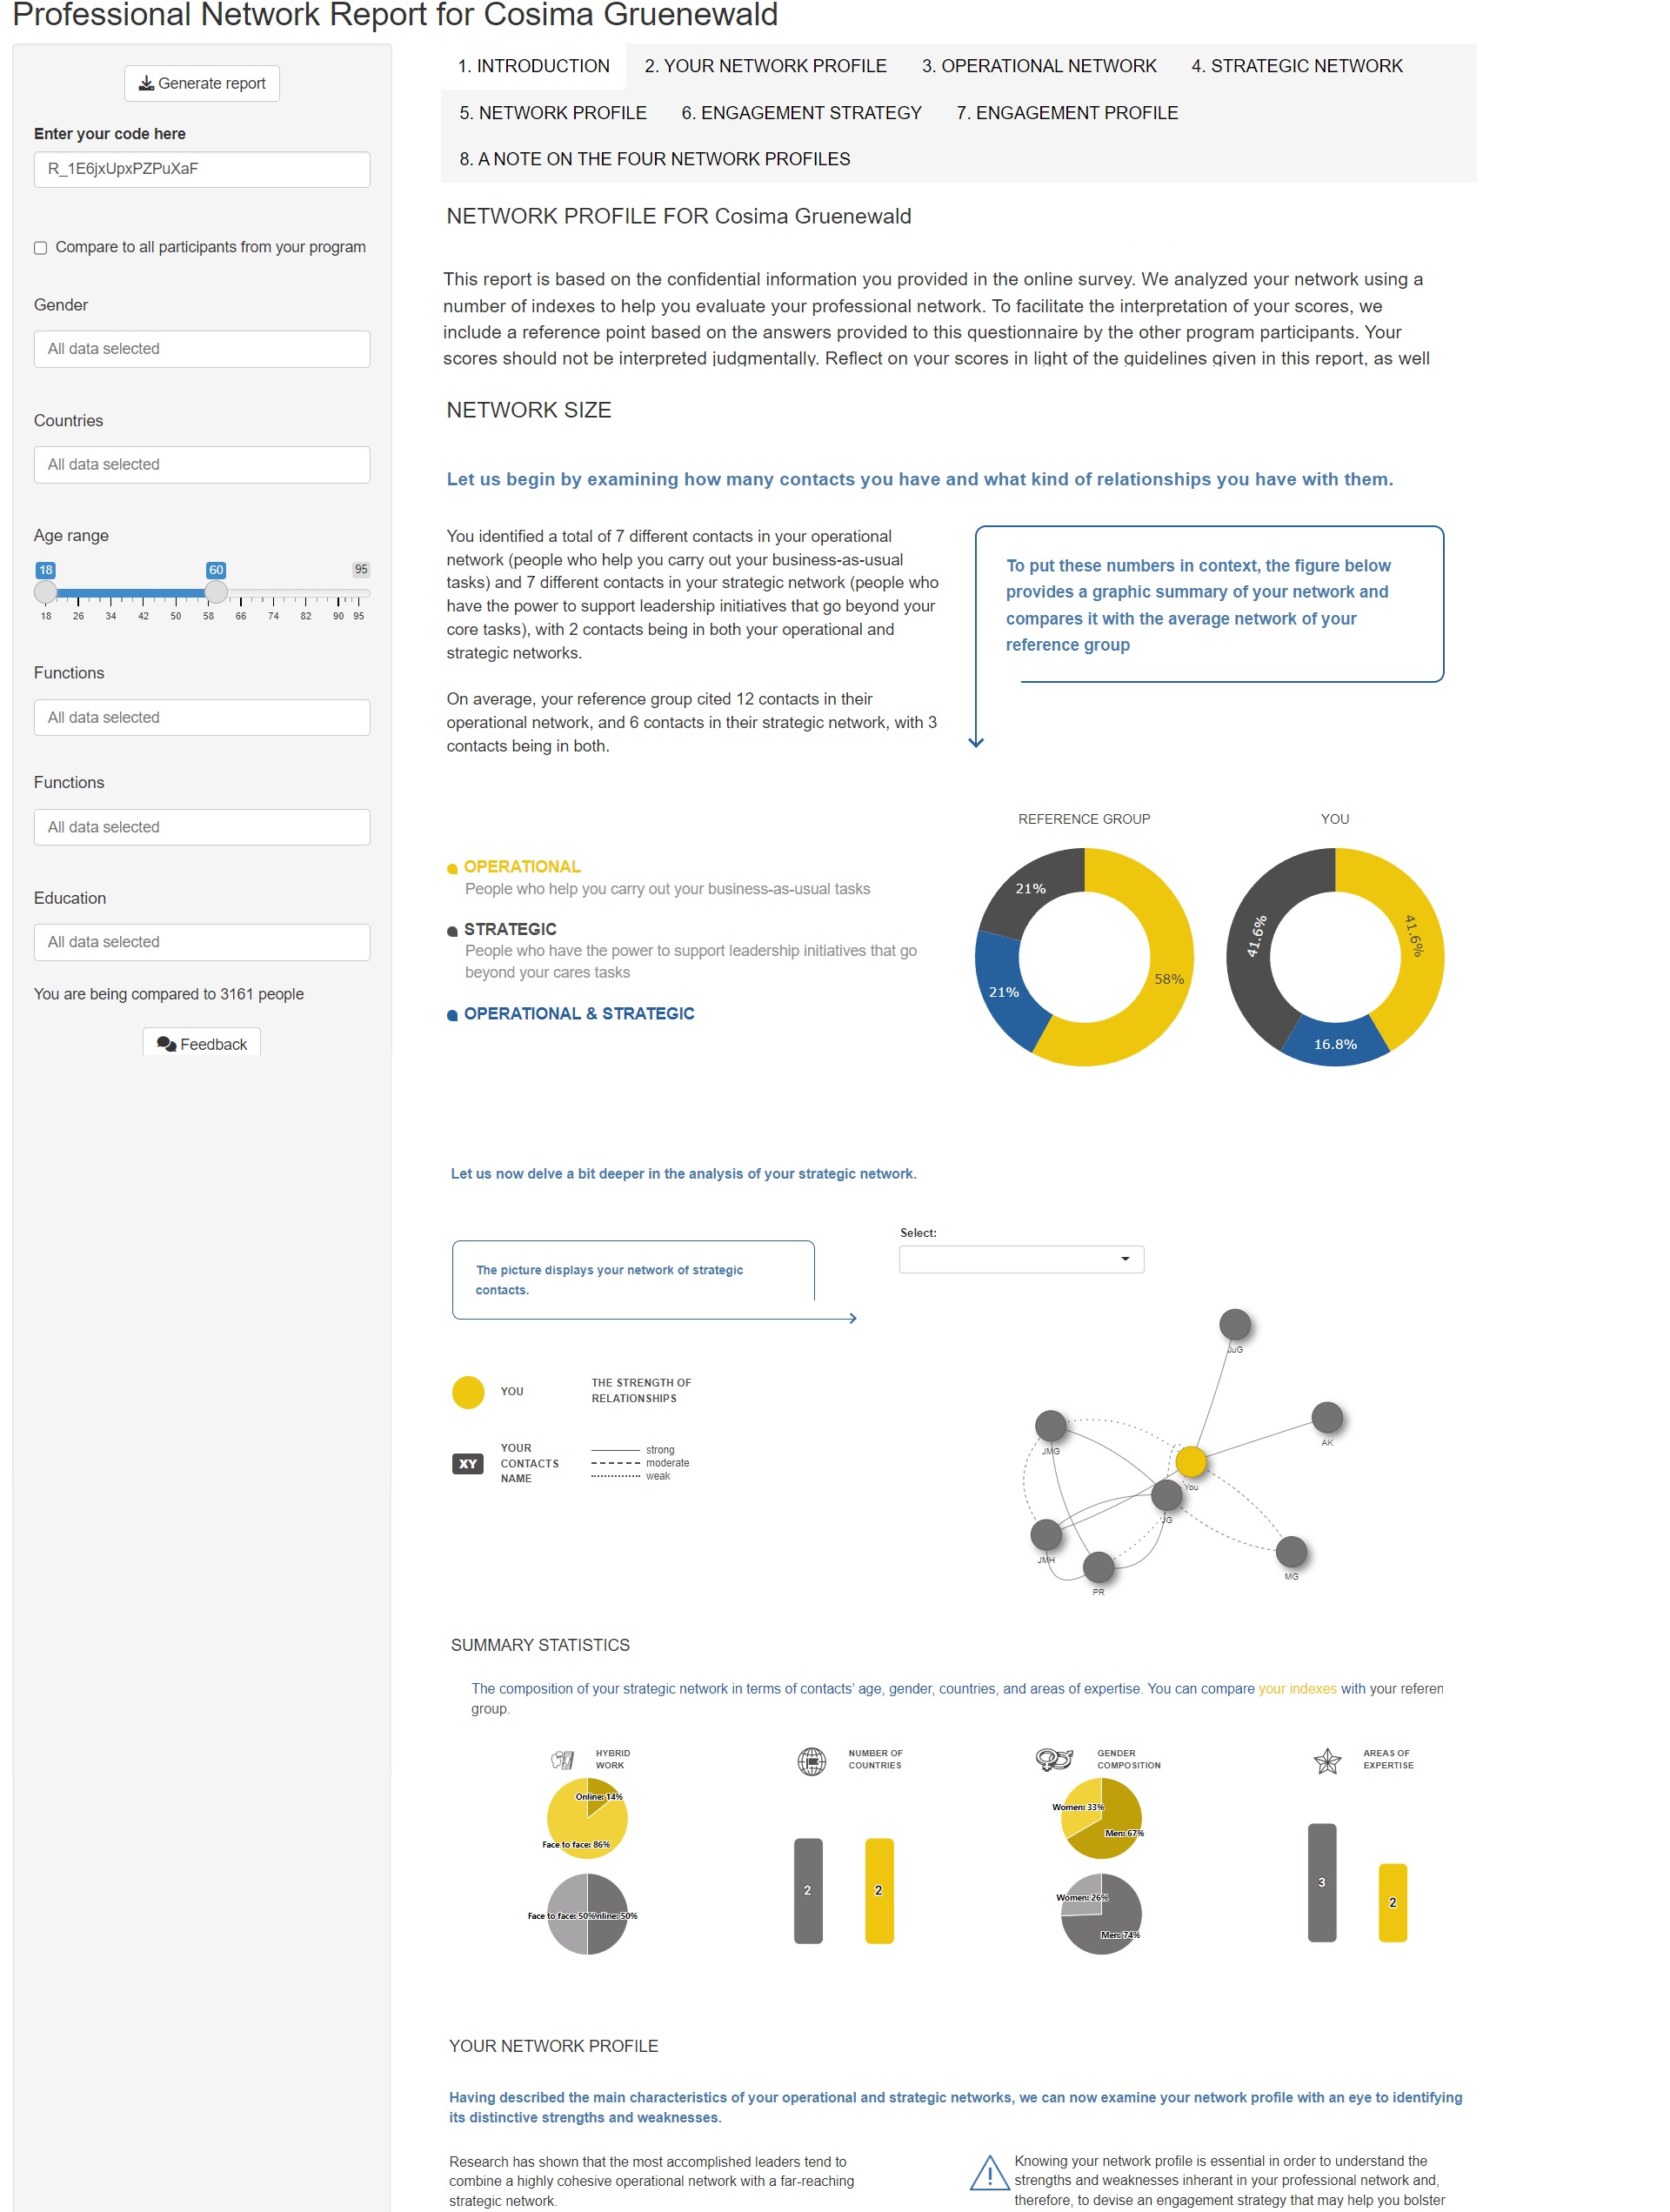 Professional Network Report for Cosima Gruenewald
Generate report
Enter your code here
R_1E6jxUpxPZPuXaF
Compare to all participants from your program
Gender
All data selected
Countries
All data selected
Age range
18
60
95
18 26 34 42 50 58 66 74 82 90 95
Functions
All data selected
Functions
All data selected
Education
All data selected
You are being compared to 3161 people
Feedback
1. INTRODUCTION 2. YOUR NETWORK PROFILE 3. OPERATIONAL NETWORK 4. STRATEGIC NETWORK
5. NETWORK PROFILE 6. ENGAGEMENT STRATEGY 7. ENGAGEMENT PROFILE
8. A NOTE ON THE FOUR NETWORK PROFILES
NETWORK PROFILE FOR Cosima Gruenewald
This report is based on the confidential information you provided in the online survey. We analyzed your network using a
number of indexes to help you evaluate your professional network. To facilitate the interpretation of your scores, we
include a reference point based on the answers provided to this questionnaire by the other program participants. Your
scores should not be interpreted judgmentally. Reflect on your scores in light of the guidelines given in this report, as well
NETWORK SIZE
Let us begin by examining how many contacts you have and what kind of relationships you have with them.
You identified a total of 7 different contacts in your operational
network (people who help you carry out your business-as-usual
tasks) and 7 different contacts in your strategic network (people who
have the power to support leadership initiatives that go beyond your
core tasks), with 2 contacts being in both your operational and
strategic networks.
On average, your reference group cited 12 contacts in their
operational network, and 6 contacts in their strategic network, with 3
contacts being in both.
To put these numbers in context, the figure below
provides a graphic summary of your network and
compares it with the average network of your
reference group
OPERATIONAL
People who help you carry out your business-as-usual tasks
STRATEGIC
People who have the power to support leadership initiatives that go
beyond your cares tasks
OPERATIONAL & STRATEGIC
REFERENCE GROUP
21%
21%
58%
YOU
41.6%
41.6%
16.8%
Let us now delve a bit deeper in the analysis of your strategic network.
The picture displays your network of strategic
contacts.
Select:
YOU
THE STRENGTH OF
RELATIONSHIPS
XY
YOUR
CONTACTS
NAME
strong
moderate
weak
JuG
AK
JMG
You
JG
JMH
PR
MG
SUMMARY STATISTICS
The composition of your strategic network in terms of contacts' age, gender, countries, and areas of expertise. You can compare your indexes with your referen
group.
HYBRID
WORK
Online: 14%
Face to face: 86%
Face to face: 50%
nline: 50%
NUMBER OF
COUNTRIES
2
2
GENDER
COMPOSITION
Women: 33%
Men: 67%
Women: 26%
Men: 74%
AREAS OF
EXPERTISE
3
2
YOUR NETWORK PROFILE
Having described the main characteristics of your operational and strategic networks, we can now examine your network profile with an eye to identifying
its distinctive strengths and weaknesses.
Research has shown that the most accomplished leaders tend to
combine a highly cohesive operational network with a far-reaching
strategic network.
Knowing your network profile is essential in order to understand the
strengths and weaknesses inherant in your professional network and,
therefore, to devise an engagement strategy that may help you bolster